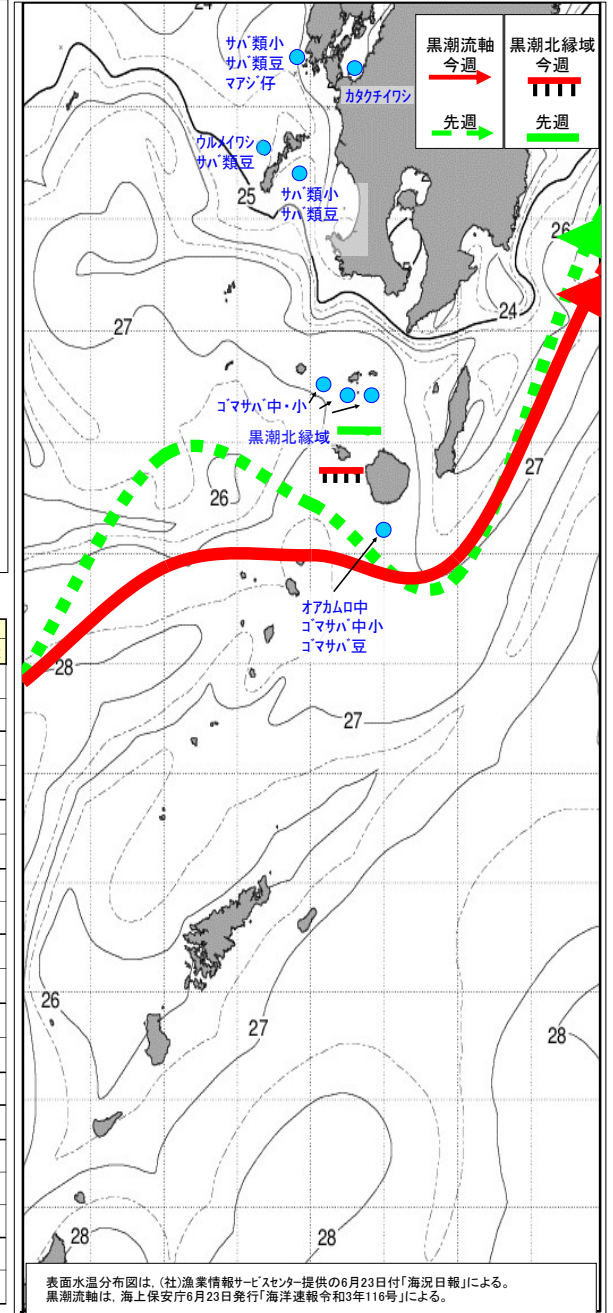 24
サバ類小
サバ類豆
マアジ仔
カタクチイワシ
黒潮流軸
今週
先週
黒潮北縁域
今週
先週
ウルメイワシ
サバ類豆
25
サバ類小
サバ類豆
26
24
27
ゴマサバ中・小
黒潮北縁域
27
26
オアカムロ中
ゴマサバ中小
ゴマサバ豆
28
27
26
27
28
28
28
表面水温分布図は、(社)漁業情報サービスセンター提供の6月23日付「海況日報」による。
黒潮流軸は、海上保安庁6月23日発行「海洋速報令和3年116号」による。